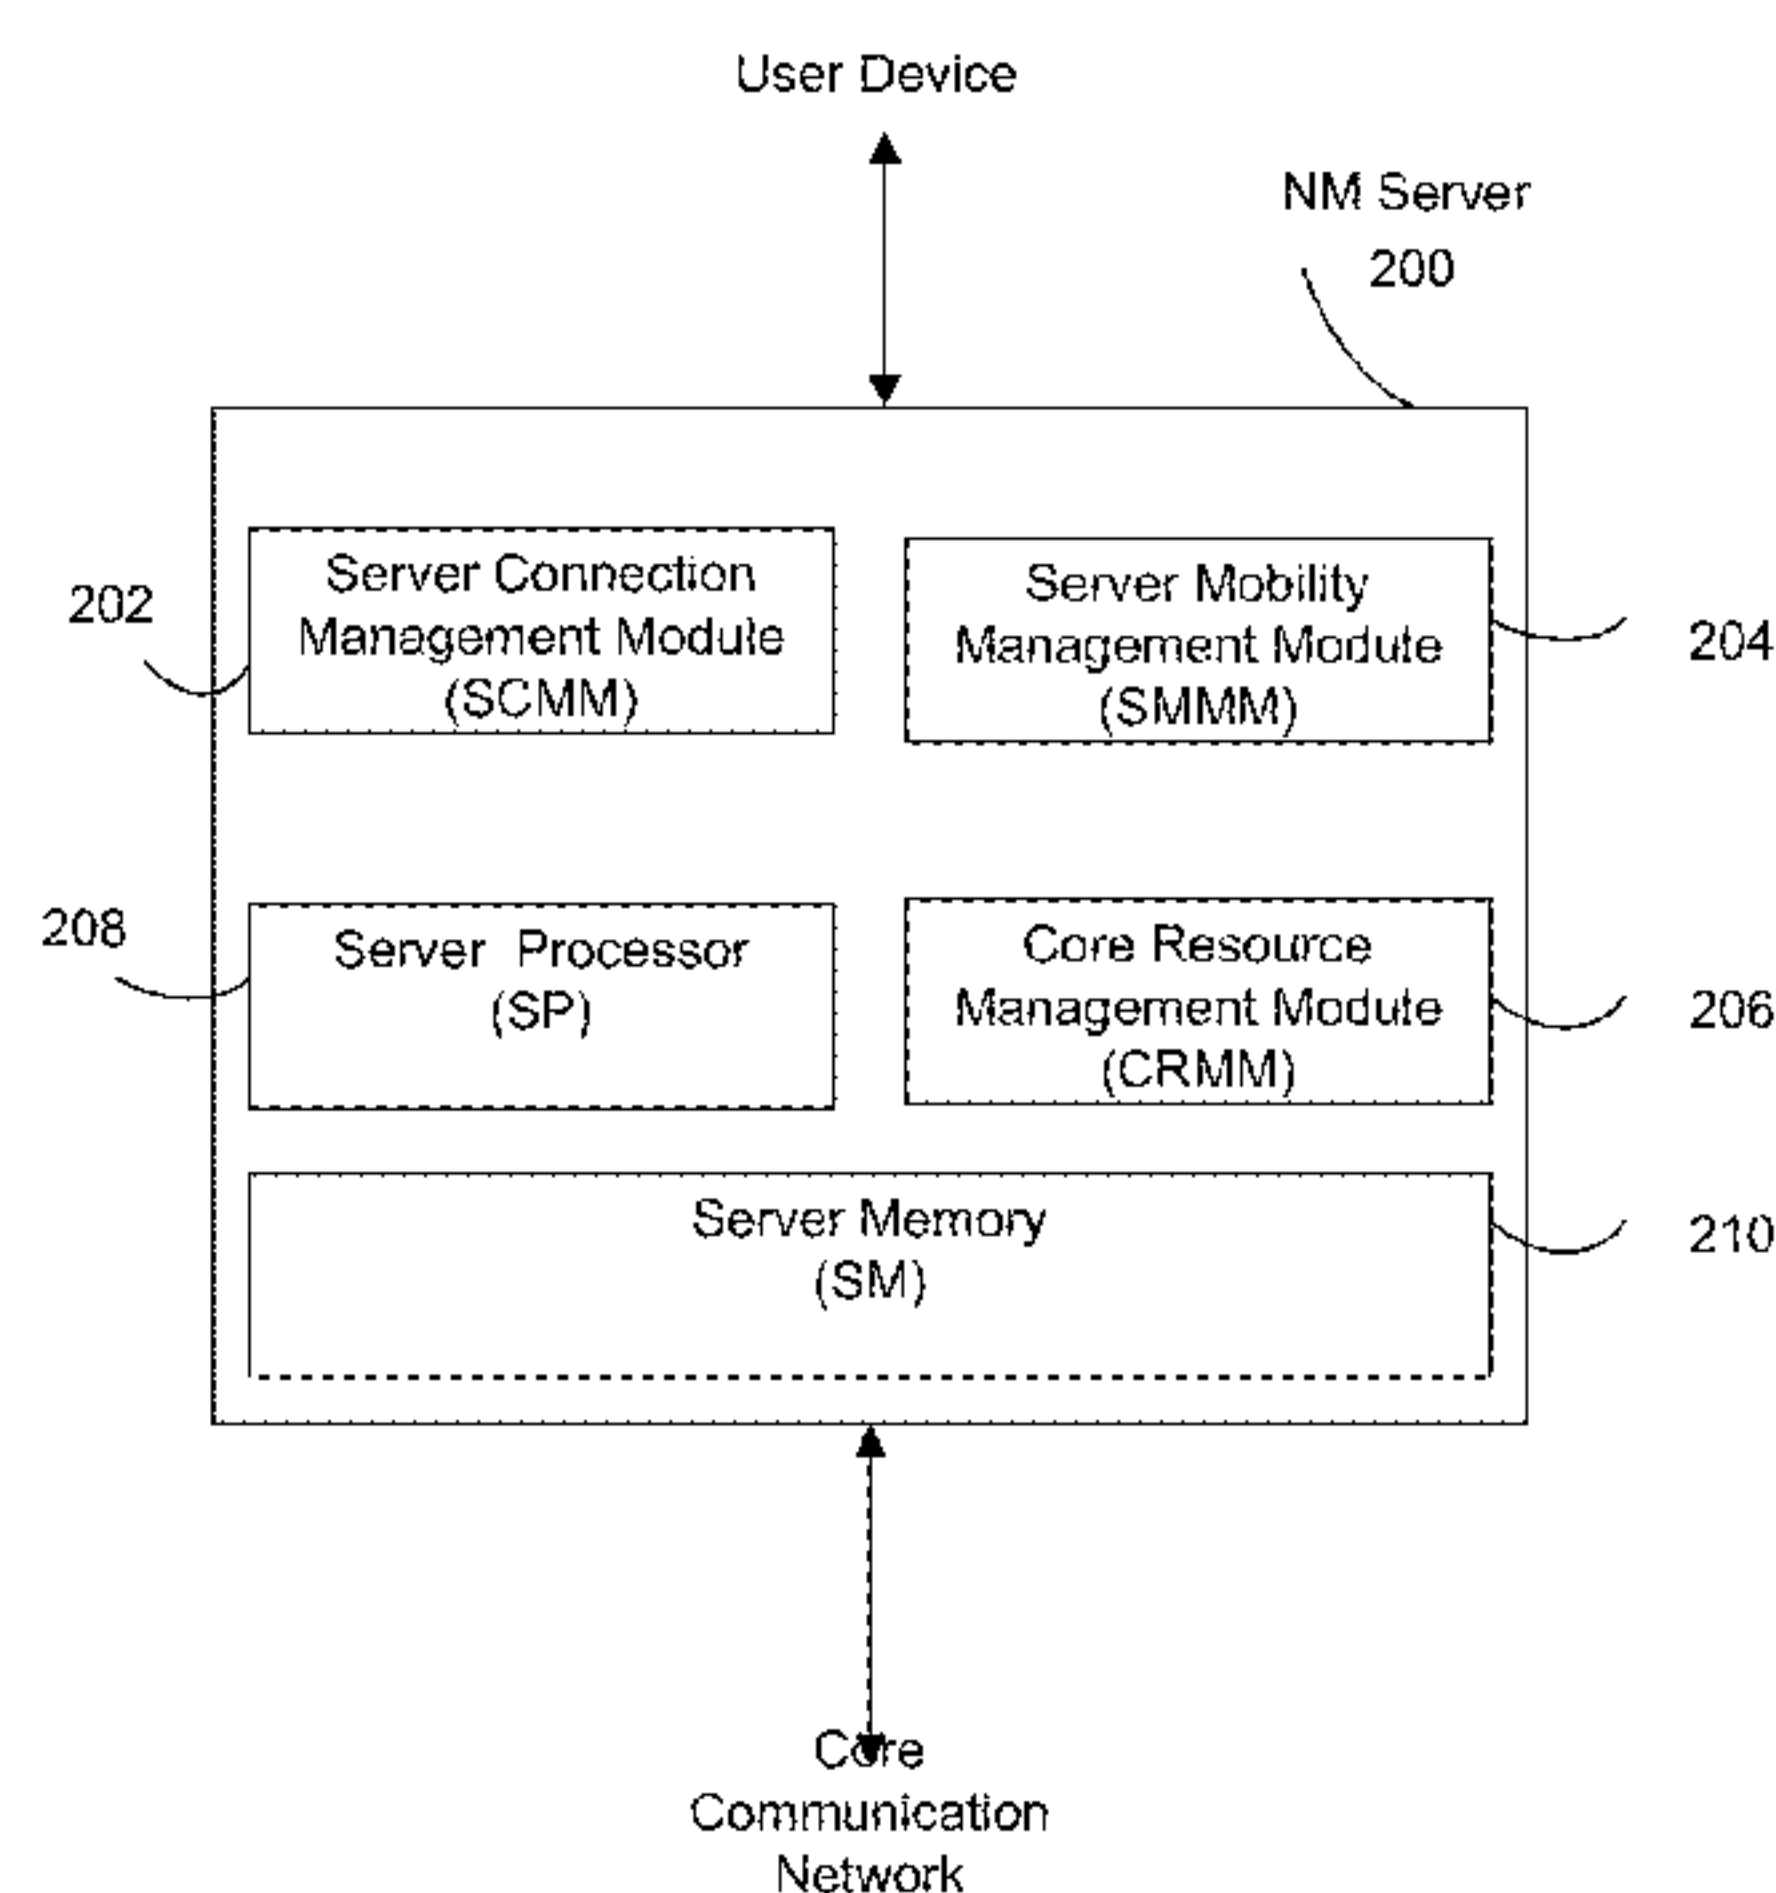 User Device
NM Server
200
202
Server Connection
Management Module
(SCMM)
Server Mobility
Management Module
(SMMM)
204
208
Server Processor
(SP)
Core Resource
Management Module
(CRMM)
206
Server Memory
(SM)
210
Core
Communication
Network